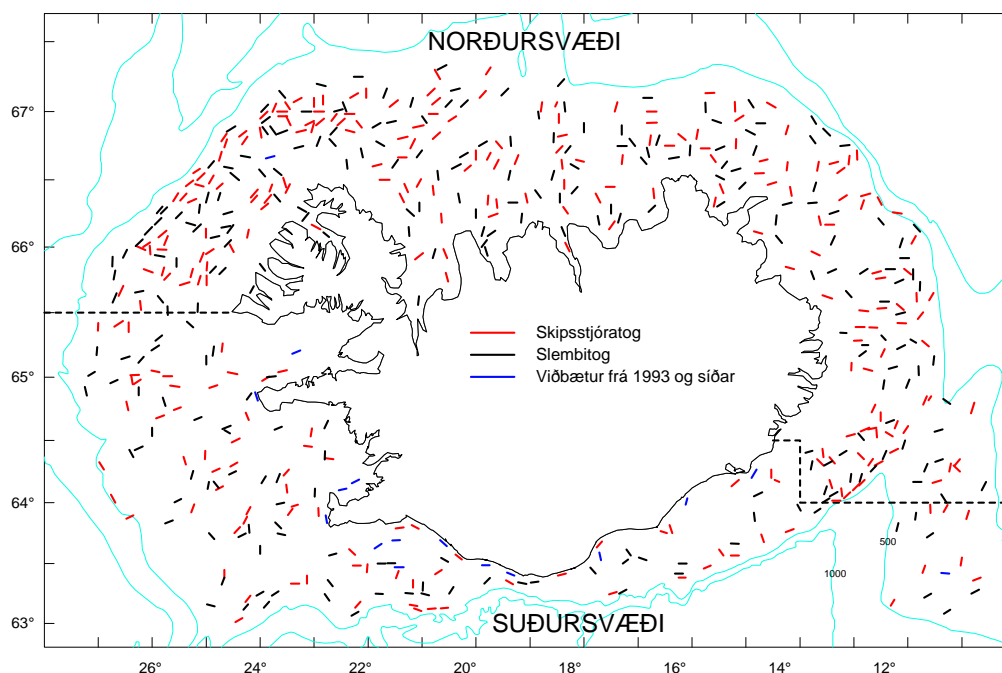 NORÐURSVÆÐI
67°
66°
65°
64°
63°
Skipsstjóratog
Slembitog
Viðbætur frá 1993 og síðar
500
1000
SUÐURSVÆÐI
26° 24° 22° 20° 18° 16° 14° 12°